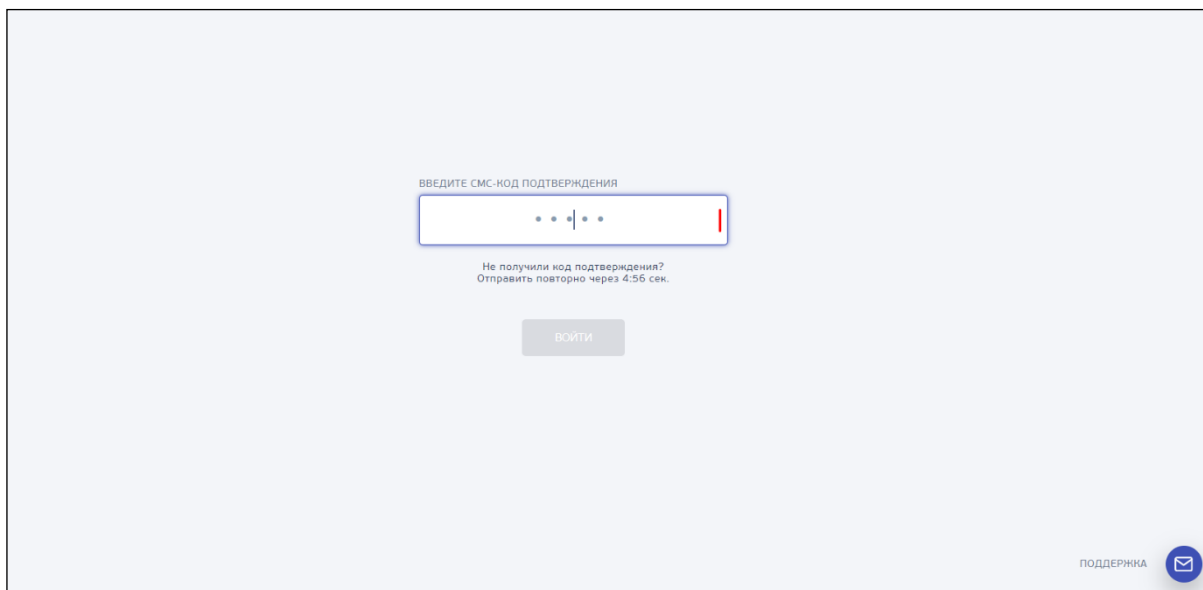 ВВЕДИТЕ СМС-КОД ПОДТВЕРЖДЕНИЯ
Не получили код подтверждения?
Отправить повторно через 4:56 сек.
ВОЙТИ
ПОДДЕРЖКА